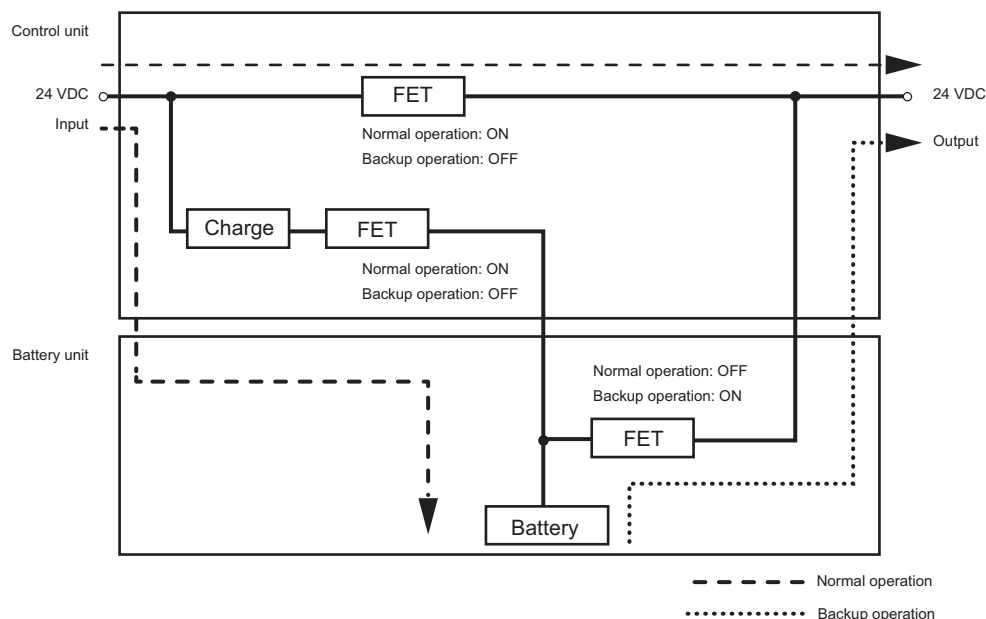 Control unit
24 VDC
FET
24 VDC
Input
Normal operation: ON
Backup operation: OFF
Output
Charge
FET
Normal operation: ON
Backup operation: OFF
Battery unit
Normal operation: OFF
Backup operation: ON
FET
Battery
Normal operation
Backup operation